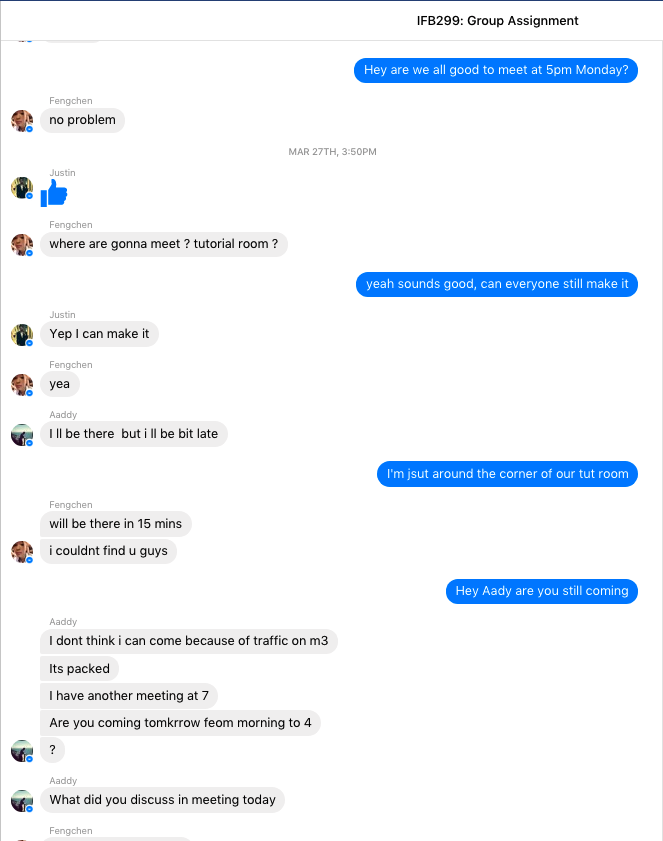 IFB299: Group Assignment
Hey are we all good to meet at 5pm Monday?
Fengchen
no problem
MAR 27TH, 3:50PM
Justin
Fengchen
where are gonna meet ? tutorial room ?
yeah sounds good, can everyone still make it
Justin
Yep I can make it
Fengchen
yea
Aaddy
I ll be there  but i ll be bit late
I'm jsut around the corner of our tut room
Fengchen
will be there in 15 mins
i couldnt find u guys
Hey Aady are you still coming
Aaddy
I dont think i can come because of traffic on m3
Its packed
I have another meeting at 7
Are you coming tomkrrow feom morning to 4
?
Aaddy
What did you discuss in meeting today
Fengchen